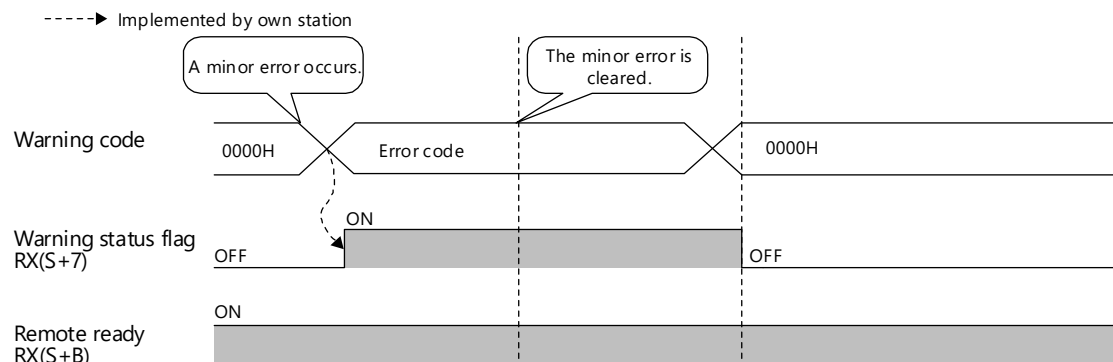 Implemented by own station
A minor error occurs.
The minor error is
cleared.
Warning code
0000H
Error code
0000H
ON
Warning status flag
RX(S+7)
OFF
OFF
ON
Remote ready
RX(S+B)